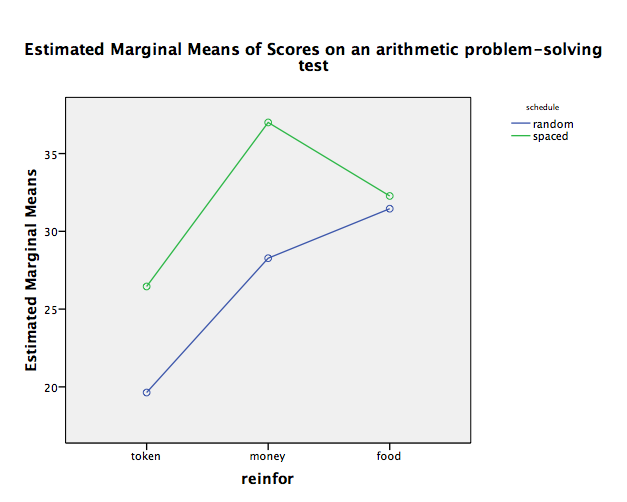 Estimated Marginal Means of Scores on an arithmetic problem-solving
test
schedule
random
spaced
Estimated Marginal Means
35
30
25
20
token money food
reinfor